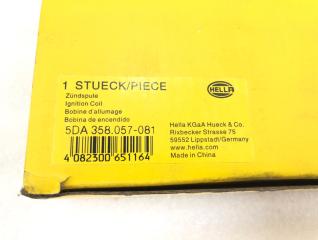 HELLA
1 STUECK/PIECE
Zündspule
Ignition Coil
Bobine d'allumage
Bobina de encendido
5DA 358.057-081
4 082300 651164
Hella KGaA Hueck & Co.
Rixbecker Strasse 75
59552 Lippstadt/Germany
www.hella.com
Made in China